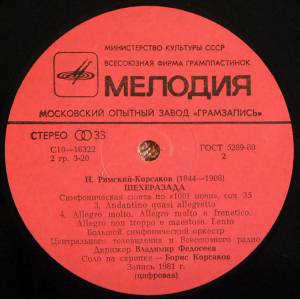 МИНИСТЕРСТВО КУЛЬТУРЫ СССР
ВСЕСОЮЗНАЯ ФИРМА ГРАМПЛАСТИНОК
МЕЛОДИЯ
МОСКОВСКИЙ ОПЫТНЫЙ ЗАВОД «ГРАМЗАПИСЬ»
СТЕРЕО 33
ГОСТ 5289-80
С10—16322
2
2 гр. 3-20
Н. Римский-Корсаков (1844—1908)
ШЕХЕРАЗАДА
Симфоническая сюита по «1001 ночи», соч. 35
3. Andantino quasi allegretto
4. Allegro molto. Allegro molto e frenetico.
Allegro non troppo e maestoso. Lento
Большой симфонический оркестр
Центрального телевидения и Всесоюзного радио
Дирижер Владимир Федосеев
Соло на скрипке — Борис Корсаков
Запись 1981 г.
(цифровая)